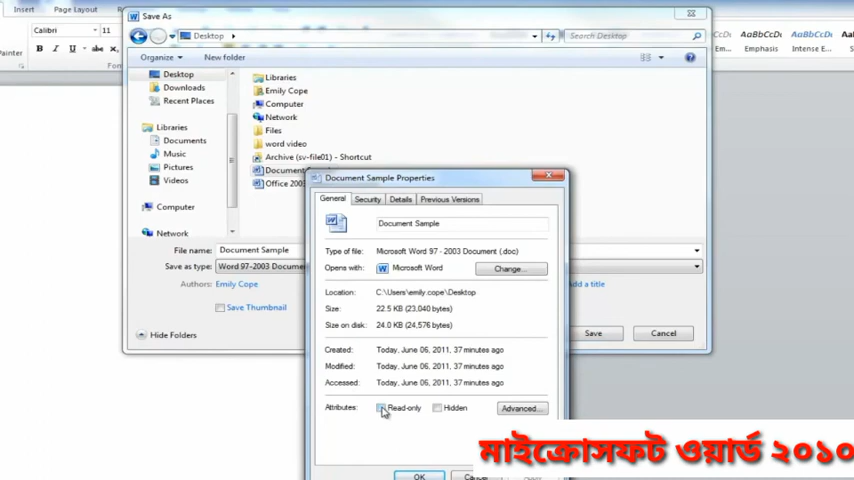 Insert Page Layout
Calibri
Painter
B I U abc x
Save As
Desktop
Search Desktop
AaBbCcDc AaBbCcDc
Emphasis Intense E...
Organize New folder
Desktop
Downloads
Recent Places
Libraries
Documents
Music
Pictures
Videos
Computer
Network
Libraries
Emily Cope
Computer
Network
Files
word video
Archive (sv-file01) - Shortcut
Office 2003
File name: Document Sample
Save as type: Word 97-2003
Authors: Emily Cope
Add a title
Save Thumbnail
Hide Folders
Save Cancel
Document Sample Properties
General Security Details Previous Versions
Document Sample
Type of file: Microsoft Word 97 - 2003 Document (.doc)
Opens with: Microsoft Word Change...
Location: C:\Users\emily.cope\Desktop
Size: 22.5 KB (23,040 bytes)
Size on disk: 24.0 KB (24,576 bytes)
Created: Today, June 06, 2011, 37 minutes ago
Modified: Today, June 06, 2011, 37 minutes ago
Accessed: Today, June 06, 2011, 37 minutes ago
Attributes: Read-only Hidden Advanced...
OK
মাইক্রোসফট ওয়ার্ড ২০১০